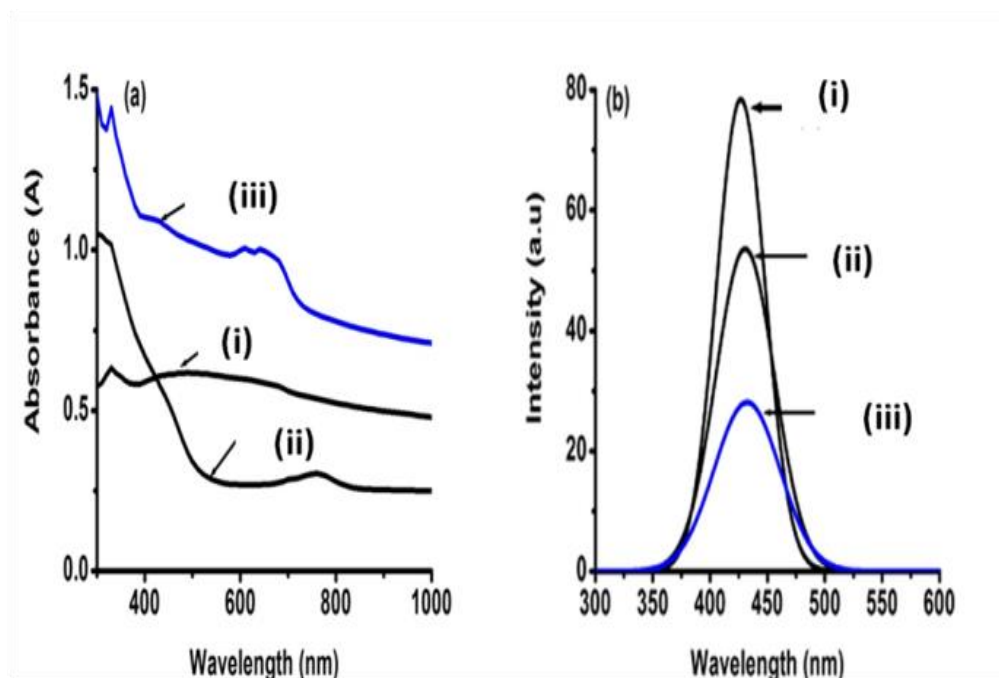 1.5
(a)
(iii)
1.0
(i)
0.5
(ii)
0.0
400
600
800
1000
Wavelength (nm)
Absorbance (A)
80
(b)
(i)
60
(ii)
40
(iii)
20
0
300
350
400
450
500
550
600
Wavelength (nm)
Intensity (a.u)